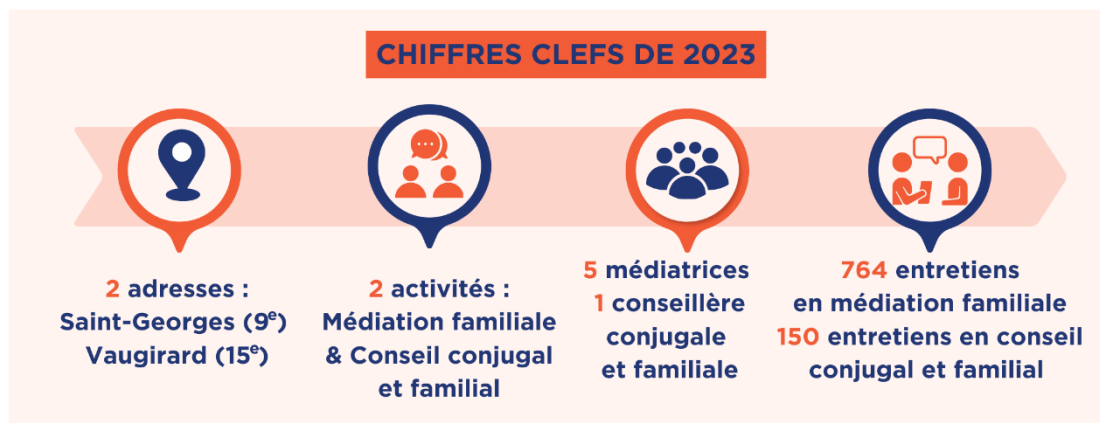 CHIFFRES CLEFS DE 2023
2 adresses :
Saint-Georges (9e)
Vaugirard (15e)
2 activités :
Médiation familiale
& Conseil conjugal
et familial
5 médiatrices
1 conseillère
conjugale
et familiale
764 entretiens
en médiation familiale
150 entretiens en conseil
conjugal et familial